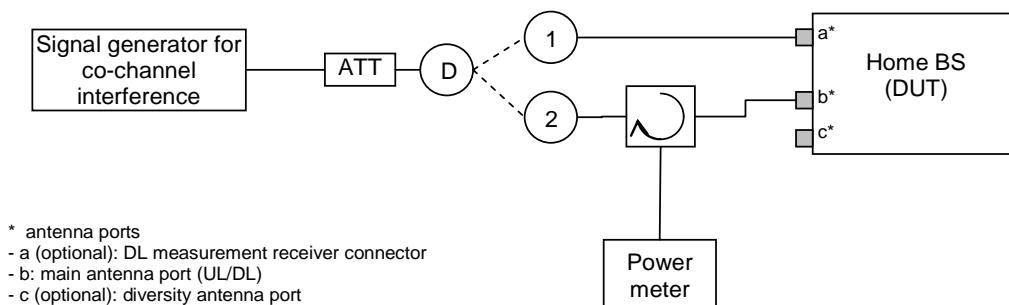 Signal generator for
co-channel
interference
ATT
D
1
2
a*
b*
c*
Home BS
(DUT)
Power
meter
* antenna ports
- a (optional): DL measurement receiver connector
- b: main antenna port (UL/DL)
- c (optional): diversity antenna port